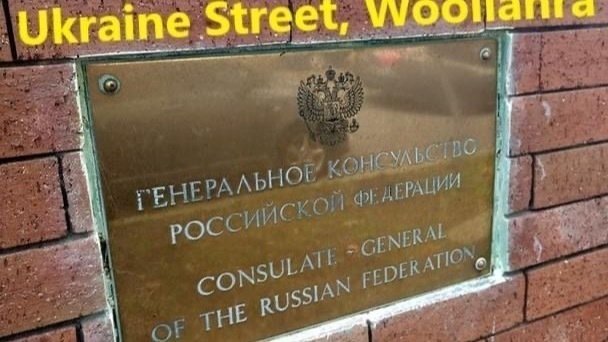 Ukraine Street, Woollahra
ГЕНЕРАЛЬНОЕ КОНСУЛЬСТВО
РОССИЙСКОЙ ФЕДЕРАЦИИ
CONSULATE - GENERAL
OF THE RUSSIAN FEDERATION